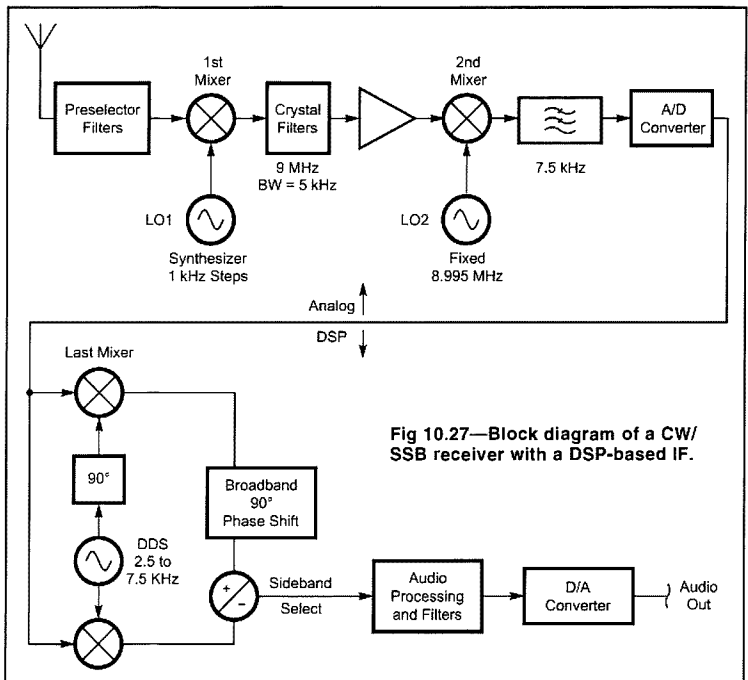 1st
Mixer
2nd
Mixer
Preselector
Filters
Crystal
Filters
A/D
Converter
9 MHz
BW = 5 kHz
7.5 kHz
LO1
LO2
Synthesizer
1 kHz Steps
Fixed
8.995 MHz
Analog
DSP
Last Mixer
Fig 10.27—Block diagram of a CW/
SSB receiver with a DSP-based IF.
90°
Broadband
90°
Phase Shift
DDS
2.5 to
7.5 KHz
+
-
Sideband
Select
Audio
Processing
and Filters
D/A
Converter
Audio
Out